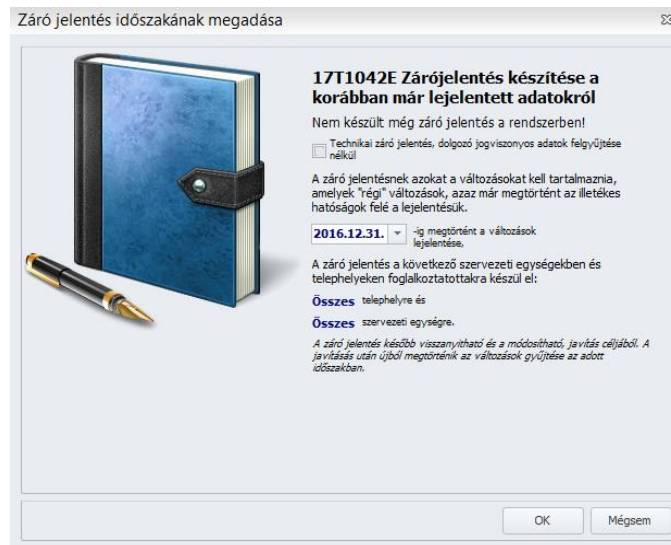 Záró jelentés időszakának megadása
17T1042E Zárójelentés készítése a
korábban már lejelentett adatokról
Nem készült még záró jelentés a rendszerben!
Technikai záró jelentés, dolgozó jogviszonyos adatok felgyűjtése
nélkül
A záró jelentésnek azokat a változásokat kell tartalmaznia,
amelyek "régi" változások, azaz már megtörtént az illetékes
hatóságok felé a lejelentésük.
2016.12.31. -ig megtörtént a változások
lejelentése,
A záró jelentés a következő szervezeti egységekben és
telephelyeken foglalkoztatottakra készül el:
Összes telephelyre és
Összes szervezeti egységre.
A záró jelentés később visszanyitható és a módosítható, javítás céljából. A
javításás után újból megtörténik az változások gyűjtése az adott
időszakban.
OK Mégsem